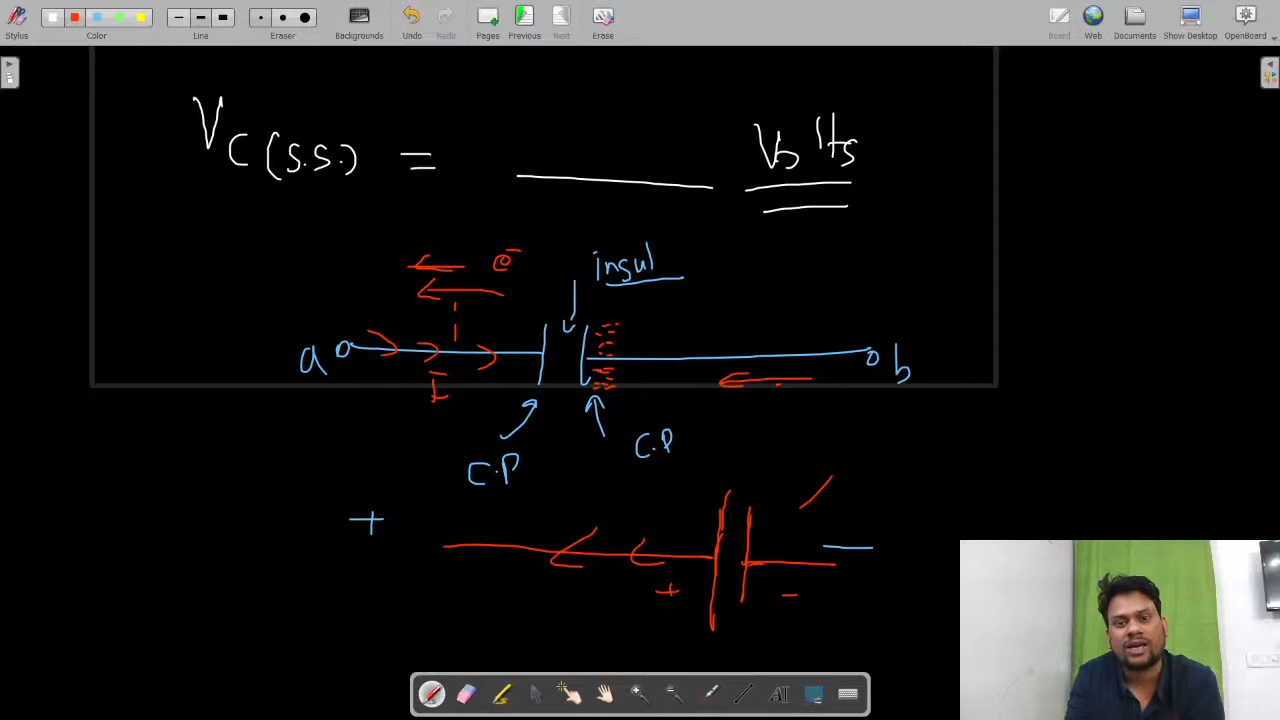 Stylus
Color
Line
Eraser
Backgrounds
Undo
Redo
Pages
Previous
Next
Erase
Board
Web
Documents
Show Desktop
OpenBoard
VC(S.S.) = ______ Volts
e-
insul
a
b
I
C.P
C.P
+
-
+
-